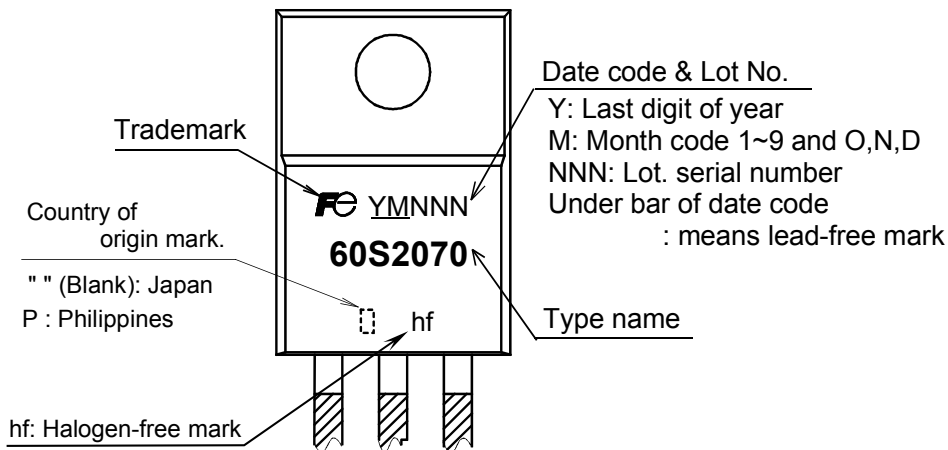 Date code & Lot No.
Y: Last digit of year
M: Month code 1~9 and O,N,D
NNN: Lot. serial number
Under bar of date code
: means lead-free mark
Trademark
Fe YMNNN
60S2070
Country of
origin mark.
" " (Blank): Japan
P : Philippines
hf
Type name
hf: Halogen-free mark